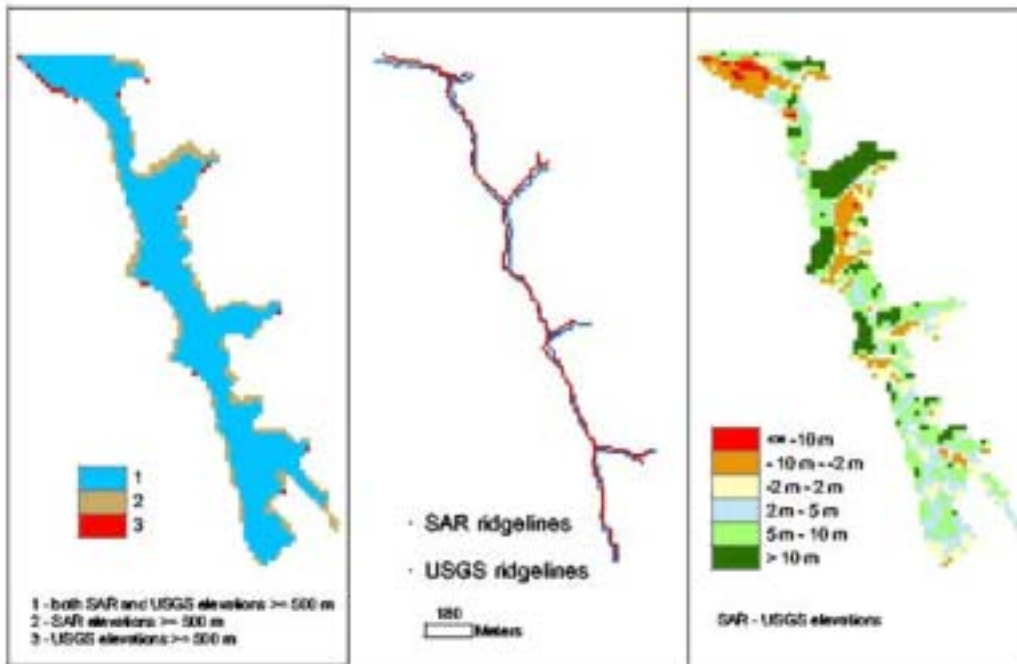 1
2
3
1 - both SAR and USGS elevations >= 500 m
2 - SAR elevations >= 500 m
3 - USGS elevations >= 500 m
· SAR ridgelines
· USGS ridgelines
180
Meters
<= -10 m
- 10 m - -2 m
-2 m - 2 m
2 m - 5 m
5 m - 10 m
> 10 m
SAR - USGS elevations